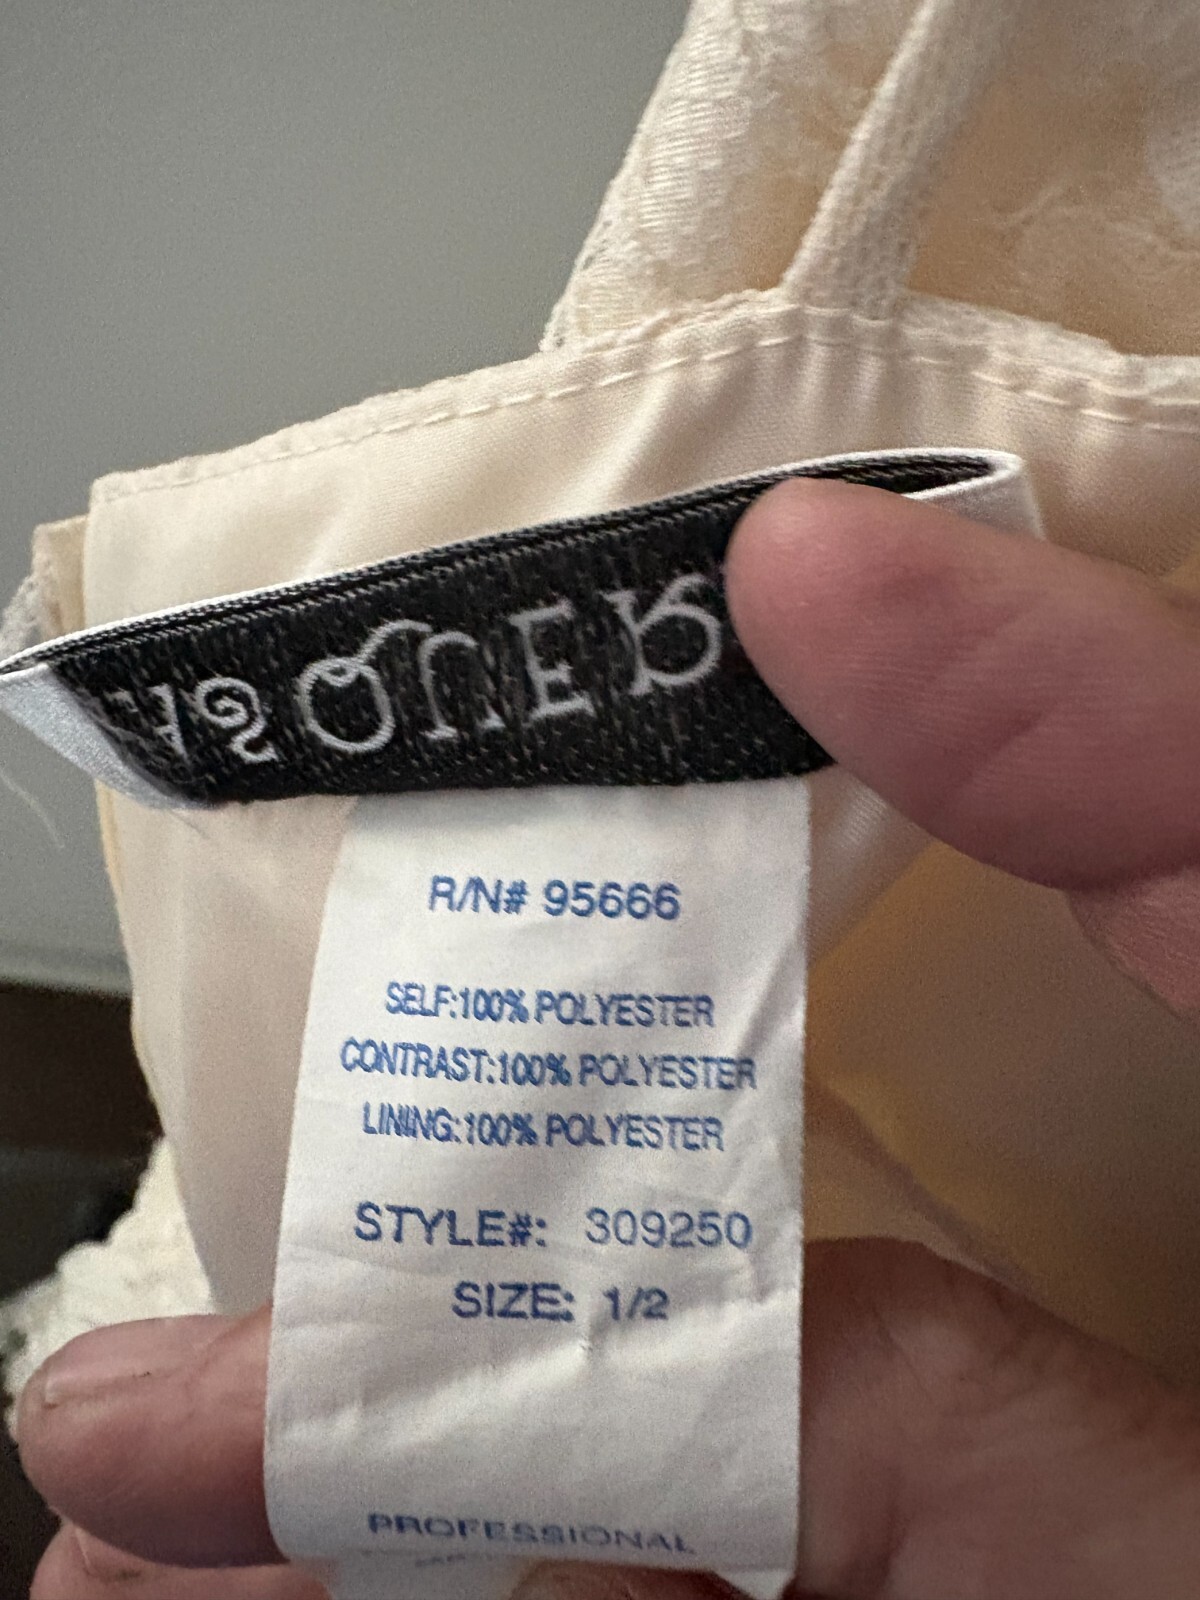 R/N# 95666
SELF:100% POLYESTER
CONTRAST:100% POLYESTER
LINING:100% POLYESTER
STYLE#: 309250
SIZE: 1/2
PROFESSIONAL